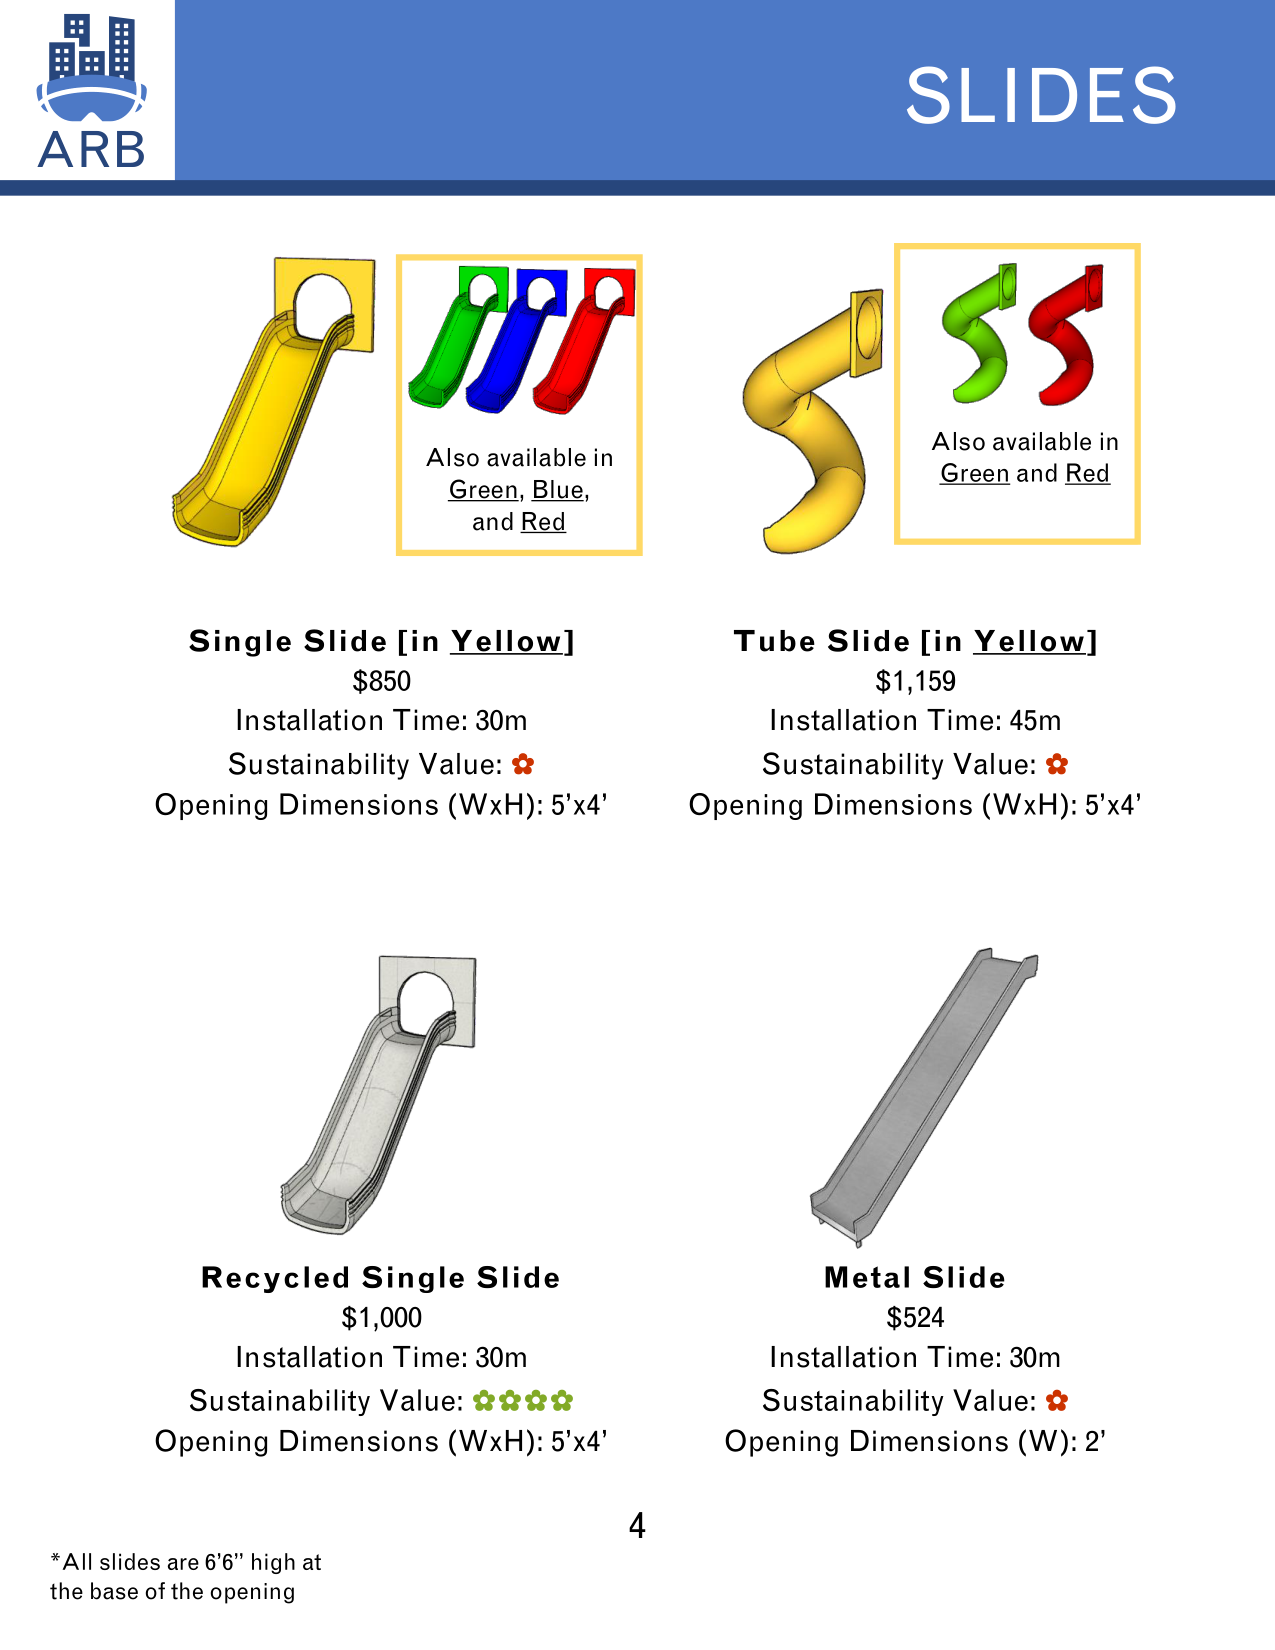 ARB
SLIDES
Also available in
Green, Blue,
and Red
Also available in
Green and Red
Single Slide [in Yellow]
$850
Installation Time: 30m
Sustainability Value: ✿
Opening Dimensions (WxH): 5’x4’
Tube Slide [in Yellow]
$1,159
Installation Time: 45m
Sustainability Value: ✿
Opening Dimensions (WxH): 5’x4’
Recycled Single Slide
$1,000
Installation Time: 30m
Sustainability Value: ✿✿✿✿
Opening Dimensions (WxH): 5’x4’
Metal Slide
$524
Installation Time: 30m
Sustainability Value: ✿
Opening Dimensions (W): 2’
4
*All slides are 6’6” high at
the base of the opening